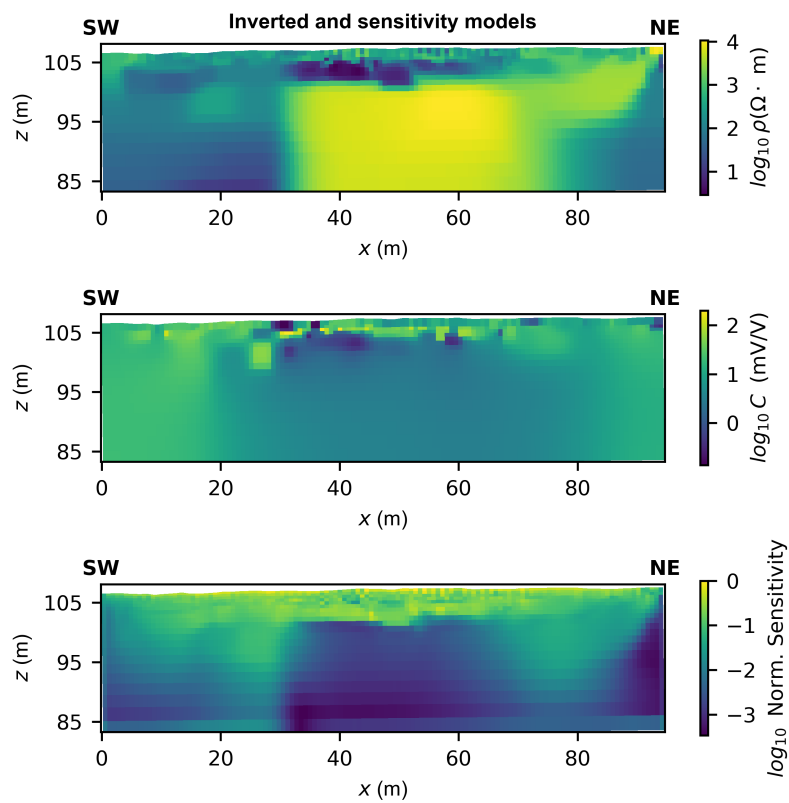 Inverted and sensitivity models
SW NE
105
95
85
z (m)
0 20 40 60 80
x (m)
4
3
2
1
log₁₀ ρ(Ω · m)
SW NE
105
95
85
z (m)
0 20 40 60 80
x (m)
2
1
0
log₁₀ C (mV/V)
SW NE
105
95
85
z (m)
0 20 40 60 80
x (m)
0
−1
−2
−3
log₁₀ Norm. Sensitivity